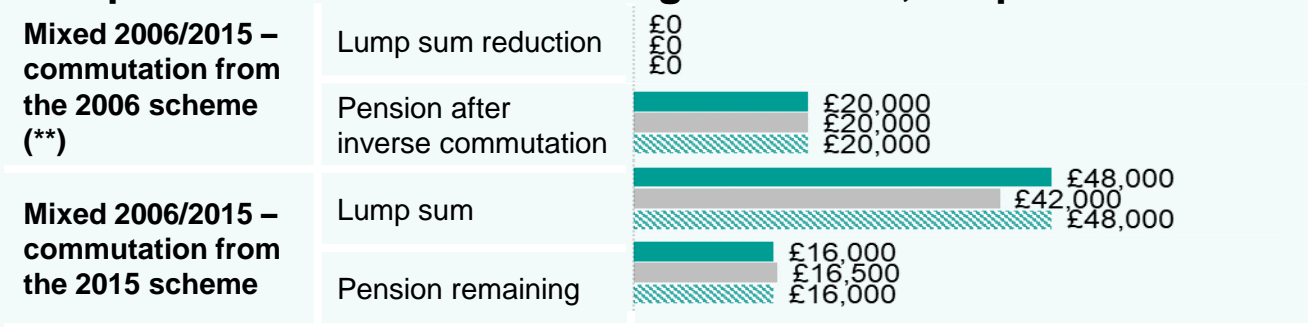 Mixed 2006/2015 –
commutation from
the 2006 scheme
(**)
Lump sum reduction
£0
£0
£0
Pension after
inverse commutation
£20,000
£20,000
£20,000
Mixed 2006/2015 –
commutation from
the 2015 scheme
Lump sum
£48,000
£42,000
£48,000
Pension remaining
£16,000
£16,500
£16,000